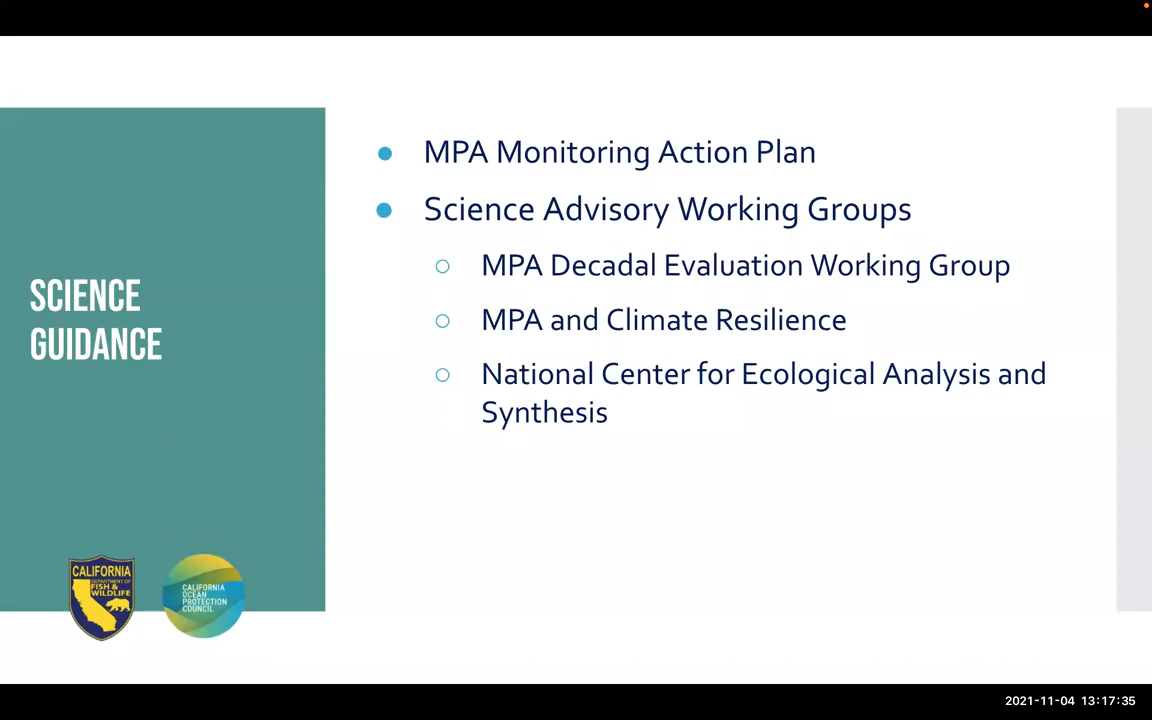 MPA Monitoring Action Plan
Science Advisory Working Groups
MPA Decadal Evaluation Working Group
MPA and Climate Resilience
National Center for Ecological Analysis and
Synthesis
SCIENCE
GUIDANCE
CALIFORNIA
DEPARTMENT OF
FISH &
WILDLIFE
CALIFORNIA
OCEAN
PROTECTION
COUNCIL
2021-11-04 13:17:35